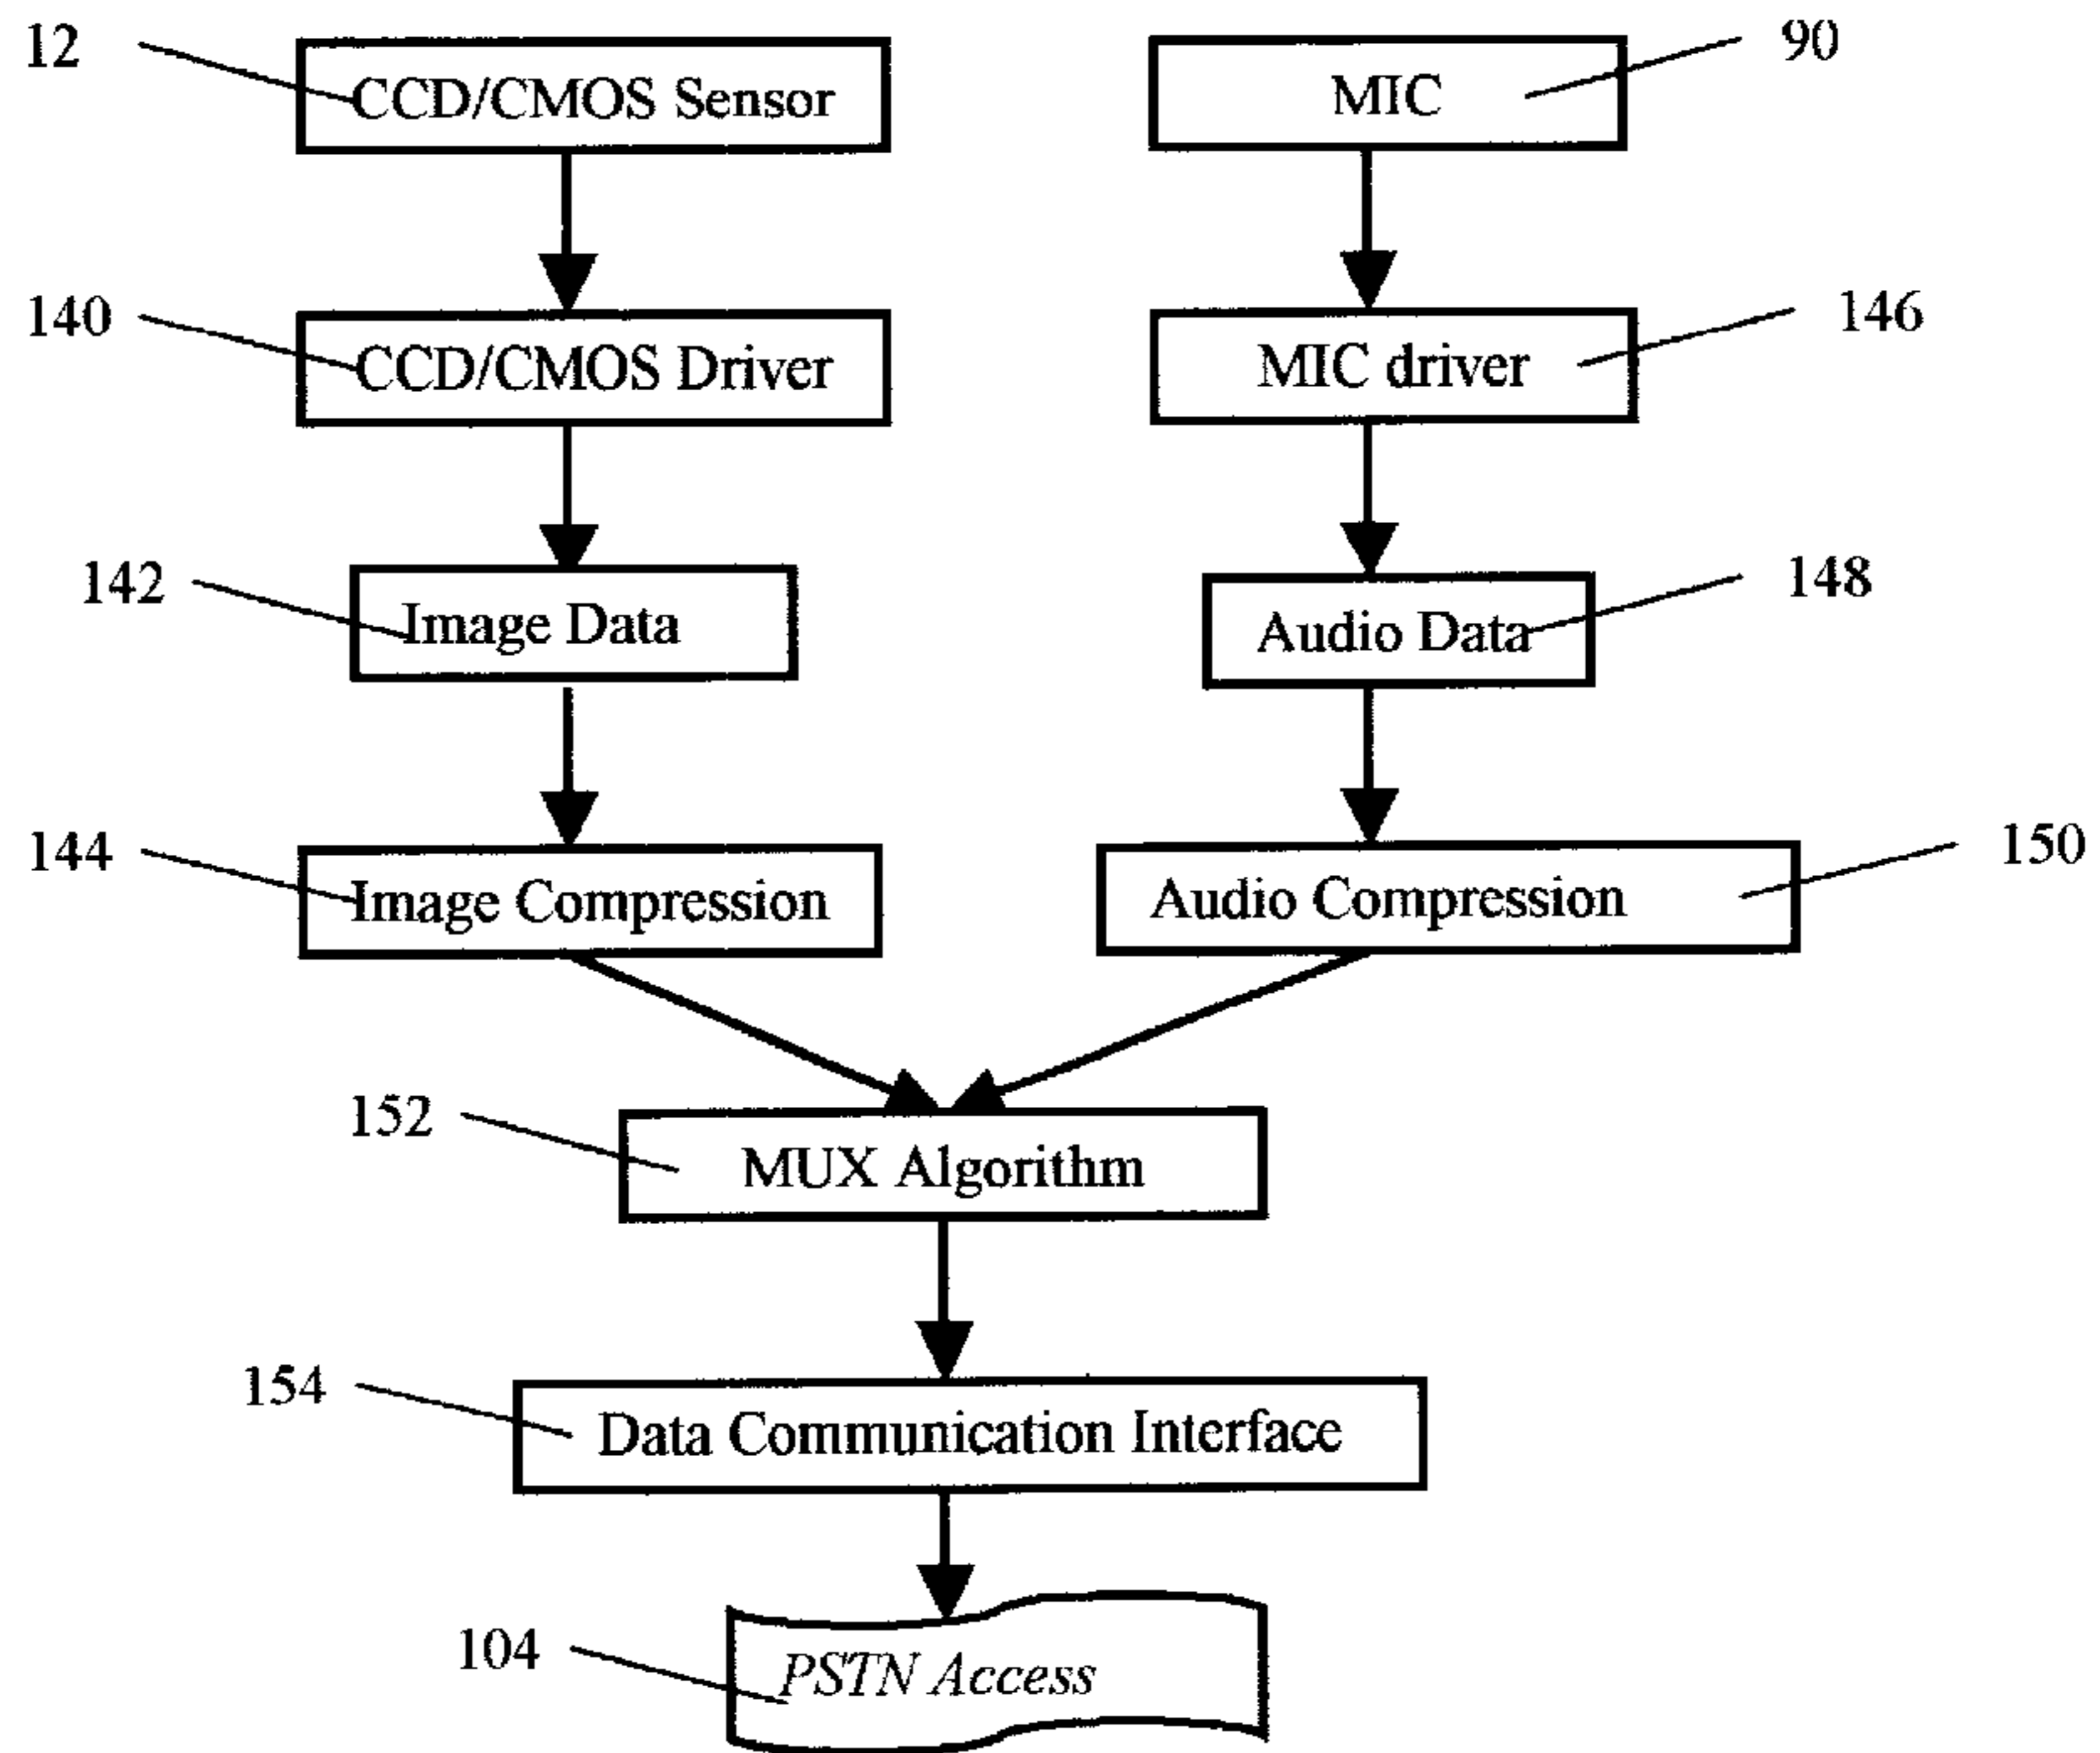 12
CCD/CMOS Sensor
MIC
90
140
CCD/CMOS Driver
MIC driver
146
142
Image Data
Audio Data
148
144
Image Compression
Audio Compression
150
152
MUX Algorithm
154
Data Communication Interface
104
PSTN Access